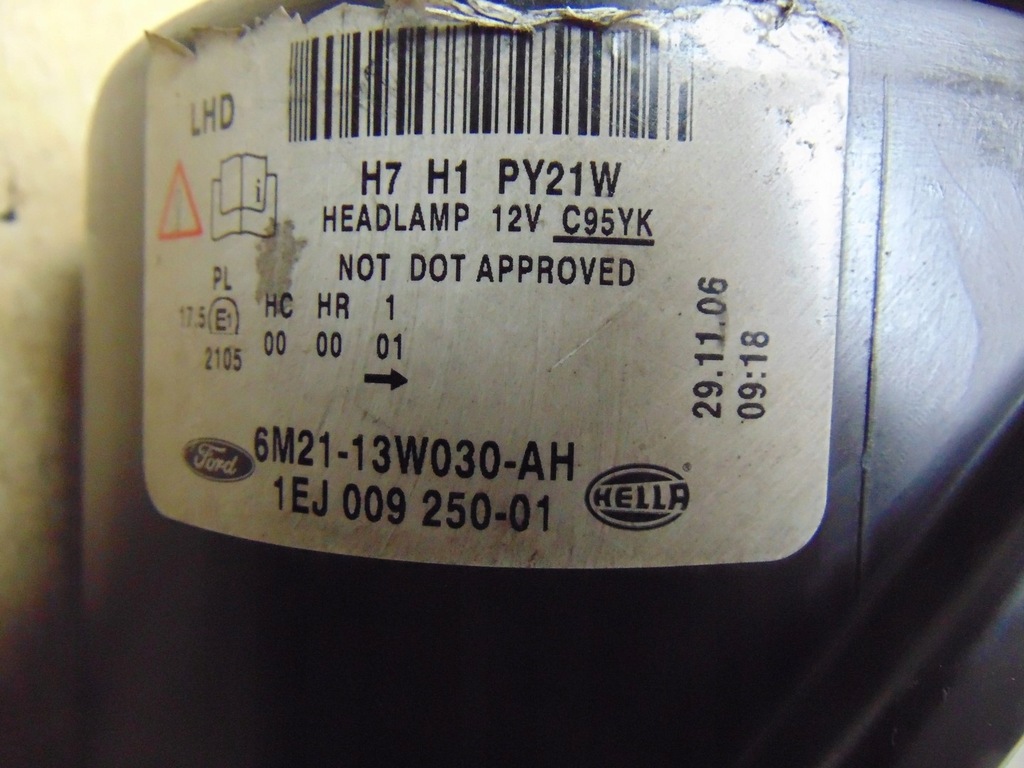 LHD
H7 H1 PY21W
HEADLAMP 12V C95YK
NOT DOT APPROVED
PL HC HR 1
17.5 E1 00 00 01
2105
→
29.11.06
09:18
Ford 6M21-13W030-AH
1EJ 009 250-01 HELLA®